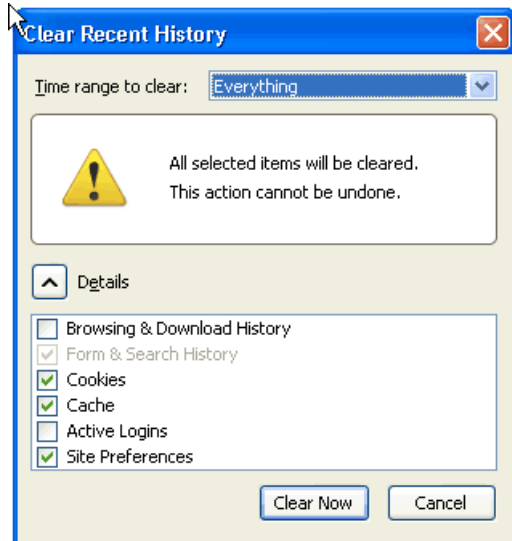 Clear Recent History
Time range to clear: Everything
All selected items will be cleared.
This action cannot be undone.
Details
Browsing & Download History
Form & Search History
Cookies
Cache
Active Logins
Site Preferences
Clear Now Cancel